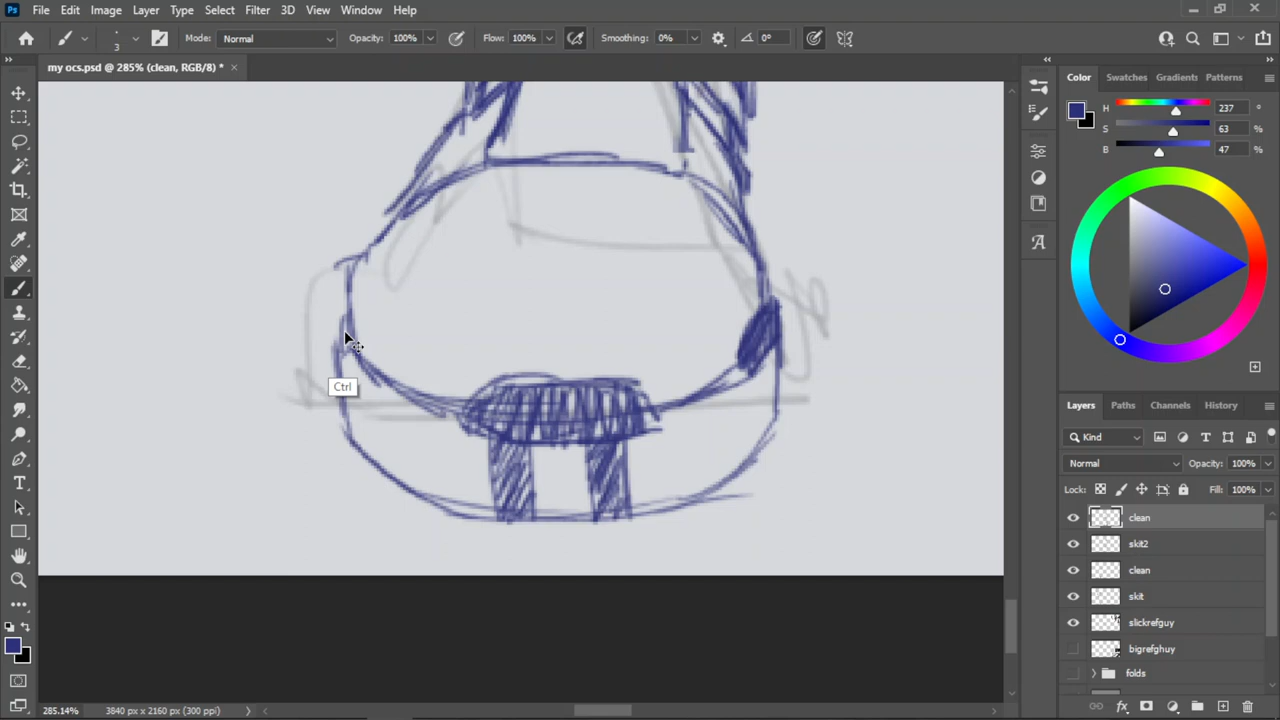 Ps File Edit Image Layer Type Select Filter 3D View Window Help
3 Mode: Normal Opacity: 100% Flow: 100% Smoothing: 0% 0°
my ocs.psd @ 285% (clean, RGB/8) * ×
Color Swatches Gradients Patterns
H 237 °
S 63 %
B 47 %
Ctrl
Layers Paths Channels History
Kind
Normal Opacity: 100%
Lock: Fill: 100%
clean
skit2
clean
skit
slickrefguy
bigrefghuy
folds
fx
285.14% 3840 px x 2160 px (300 ppi)